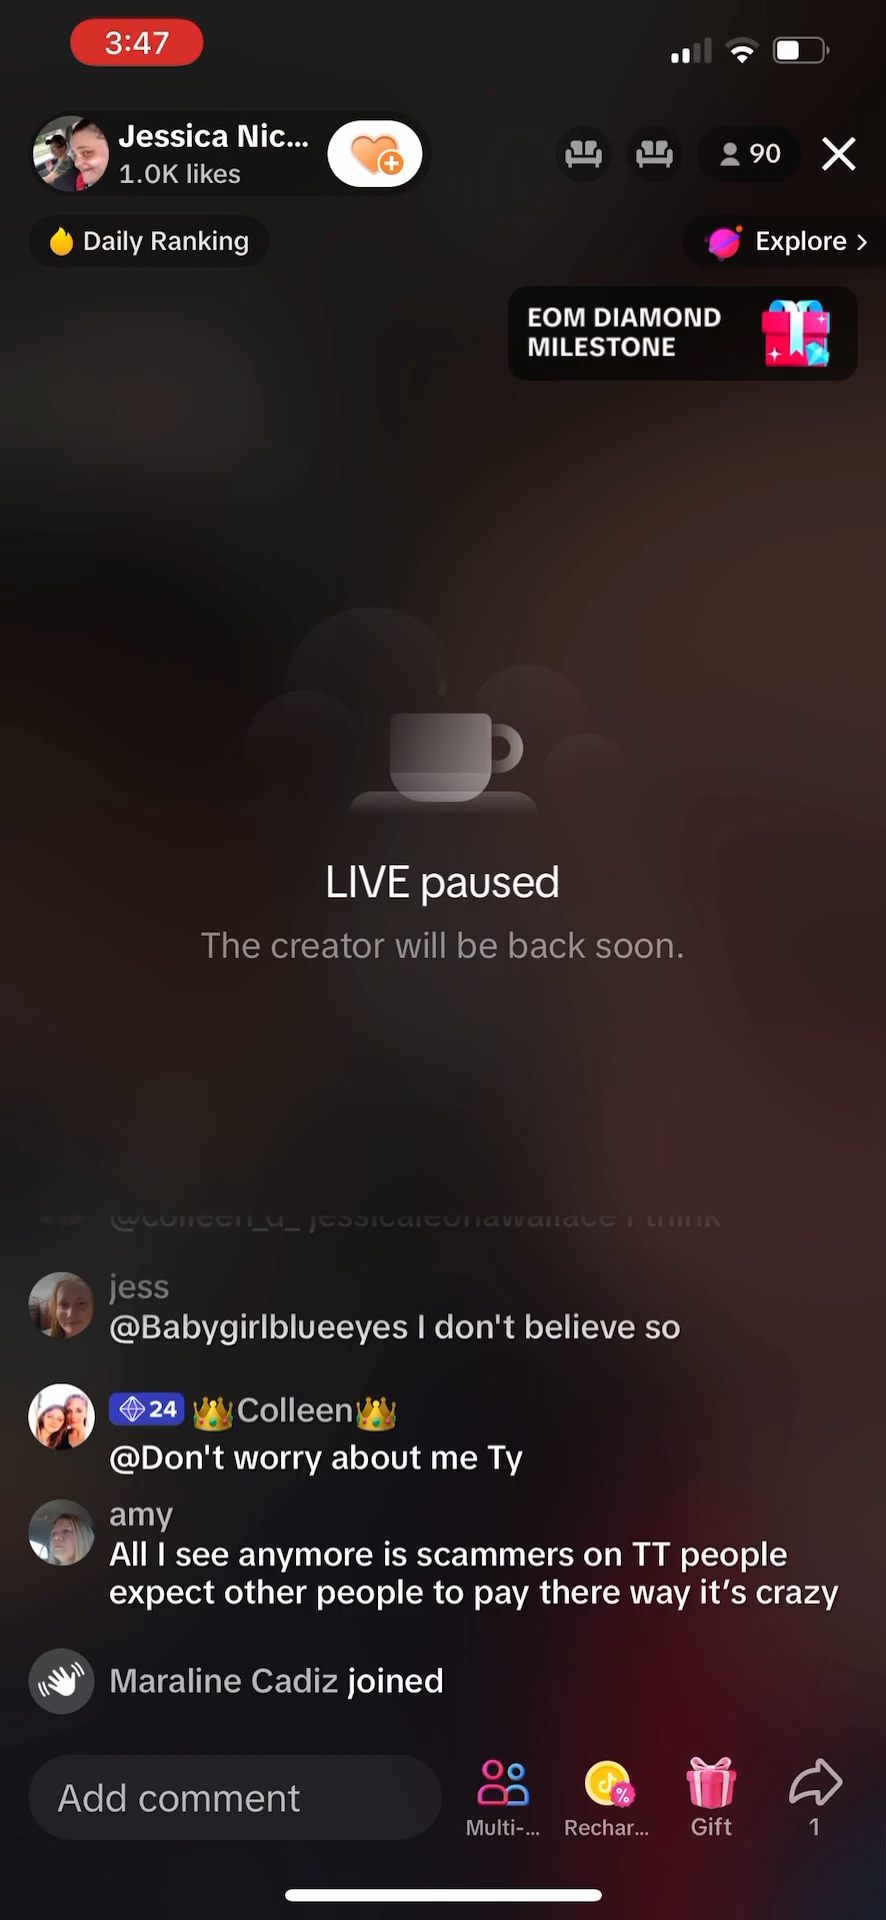 3:47
Jessica Nic...
1.0K likes
90
Daily Ranking
Explore >
EOM DIAMOND
MILESTONE
LIVE paused
The creator will be back soon.
@colleen_d_ jessicaleonawallace I think
jess
@Babygirlblueeyes I don't believe so
24 👑Colleen👑
@Don't worry about me Ty
amy
All I see anymore is scammers on TT people
expect other people to pay there way it’s crazy
Maraline Cadiz joined
Add comment
Multi-...
Rechar...
Gift
1